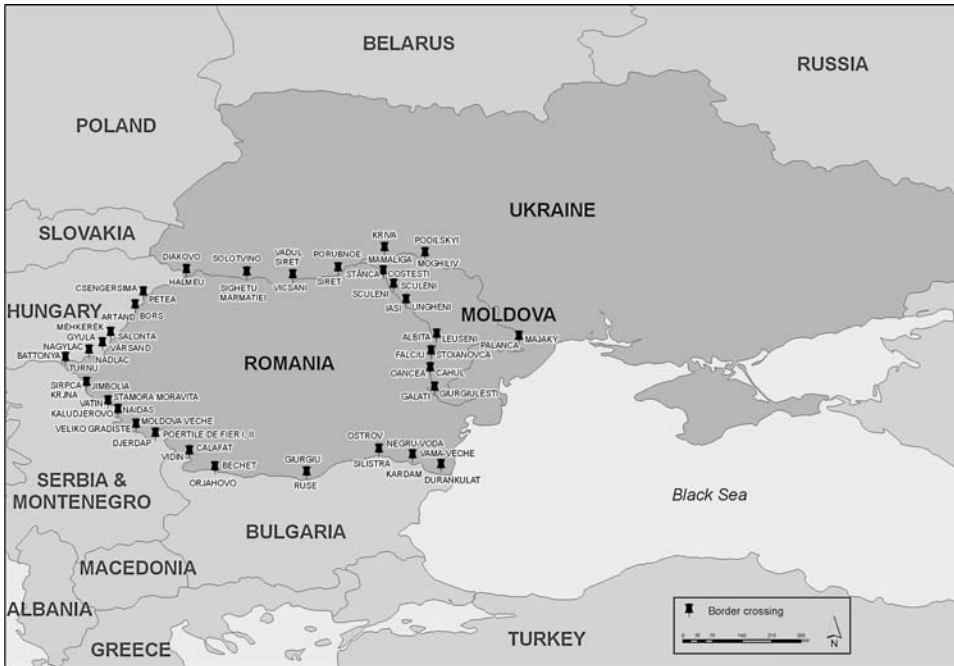 BELARUS
RUSSIA
POLAND
UKRAINE
SLOVAKIA
KRIVA
PODILSKYI
MOGHILIV
DIAKOVO
HALMEU
SOLOTVINO
SIGHETU
MARMATIEI
VADUL
SIRET
VICSANI
PORUBNOE
SIRET
MAMALIGA
STÂNCA
COSTESTI
SCULENI
SCULENI
IASI
UNGHENI
CSENGERSIMA
PETEA
HUNGARY
ARTÁND
BORS
MÉHKERÉK
SALONTA
GYULA
VARSAND
NAGYLAC
NADLAC
BATTONYA
TURNU
MOLDOVA
ALBITA
LEUSENI
PALANCA
MAJAKY
FALCIU
STOIANOVCA
OANCEA
CAHUL
GALATI
GIURGIULESTI
ROMANIA
SIRPCA
KRJNA
JIMBOLIA
VATIN
STAMORA MORAVITA
KALUDJEROVO
NAIDAS
VELIKO GRADISTE
MOLDOVA VECHE
DJERDAP
POERTILE DE FIER I, II
VIDIN
CALAFAT
BECHET
ORJAHOVO
GIURGIU
RUSE
OSTROV
SILISTRA
NEGRU-VODA
KARDAM
VAMA-VECHE
DURANKULAT
SERBIA &
MONTENEGRO
BULGARIA
Black Sea
MACEDONIA
ALBANIA
GREECE
TURKEY
Border crossing
N